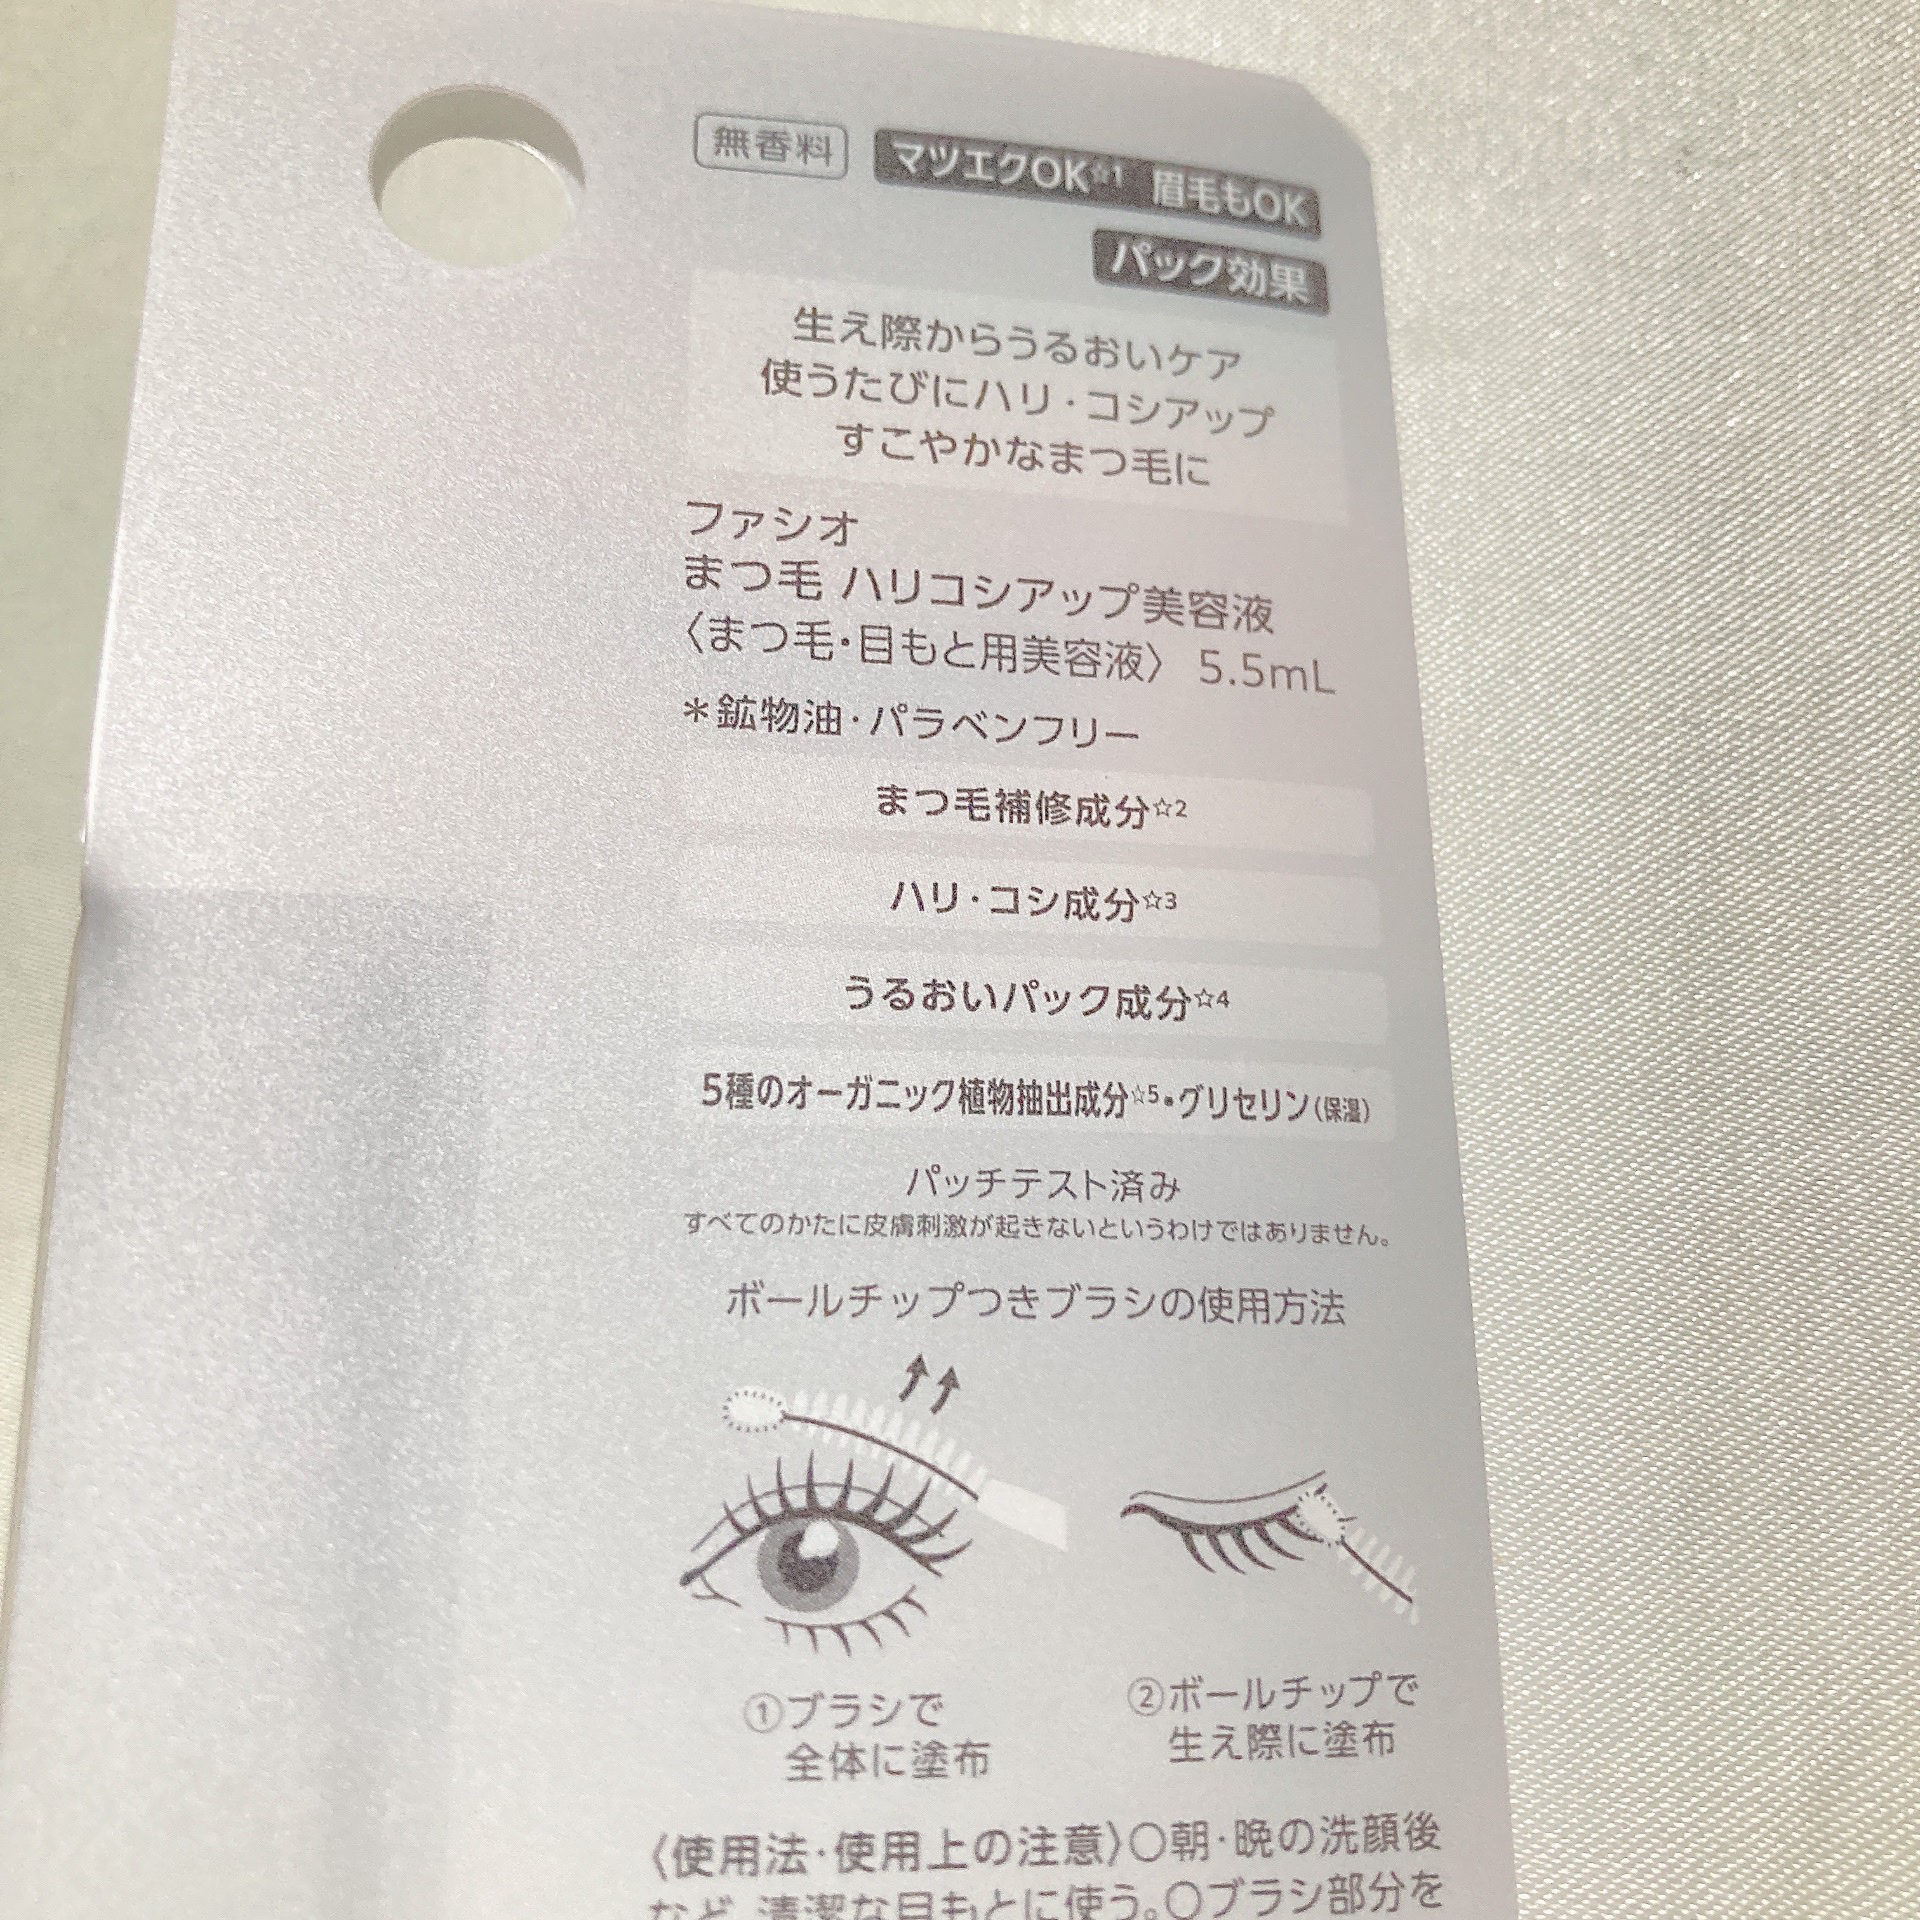 無香料 マツエクOK☆1 眉毛もOK
パック効果
生え際からうるおいケア
使うたびにハリ・コシアップ
すこやかなまつ毛に
ファシオ
まつ毛 ハリコシアップ美容液
〈まつ毛・目もと用美容液〉 5.5mL
＊鉱物油・パラベンフリー
まつ毛補修成分☆2
ハリ・コシ成分☆3
うるおいパック成分☆4
5種のオーガニック植物抽出成分☆5・グリセリン(保湿)
パッチテスト済み
すべてのかたに皮膚刺激が起きないというわけではありません。
ボールチップつきブラシの使用方法
①ブラシで
全体に塗布
②ボールチップで
生え際に塗布
〈使用法・使用上の注意〉○朝・晩の洗顔後
など、清潔な目もとに使う。○ブラシ部分を